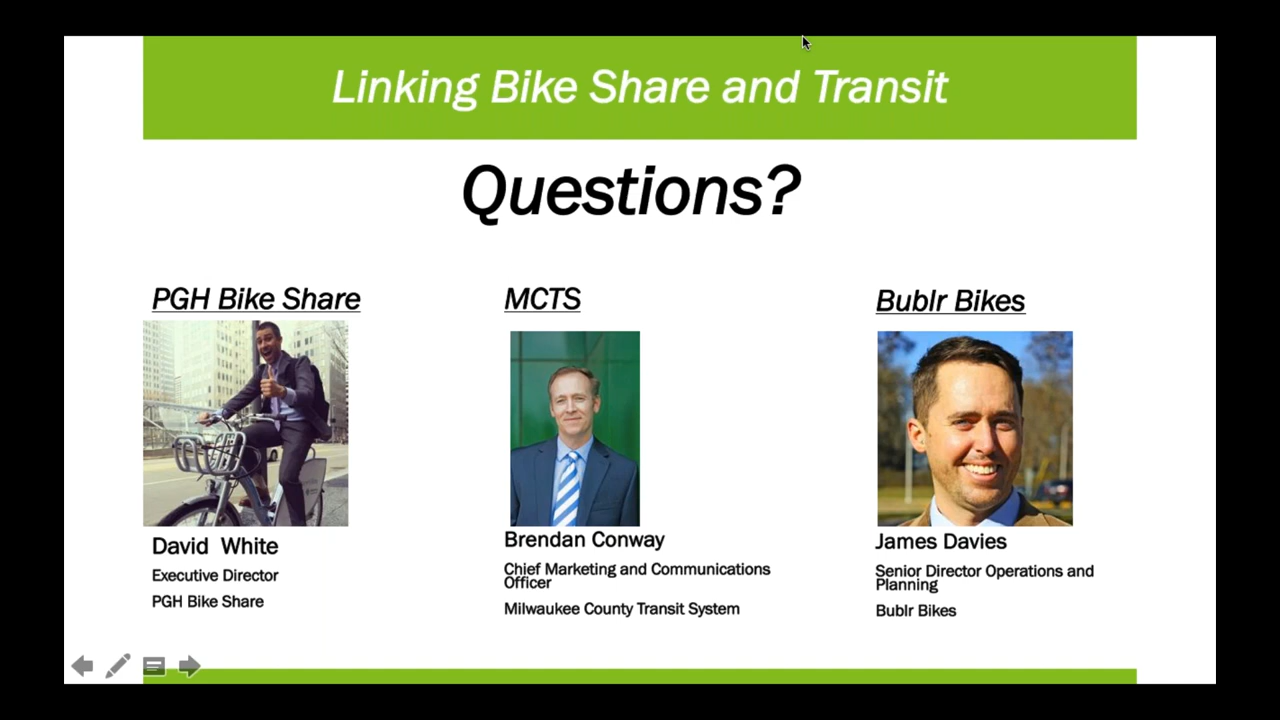 Linking Bike Share and Transit
Questions?
PGH Bike Share
David White
Executive Director
PGH Bike Share
MCTS
Brendan Conway
Chief Marketing and Communications
Officer
Milwaukee County Transit System
Bublr Bikes
James Davies
Senior Director Operations and
Planning
Bublr Bikes